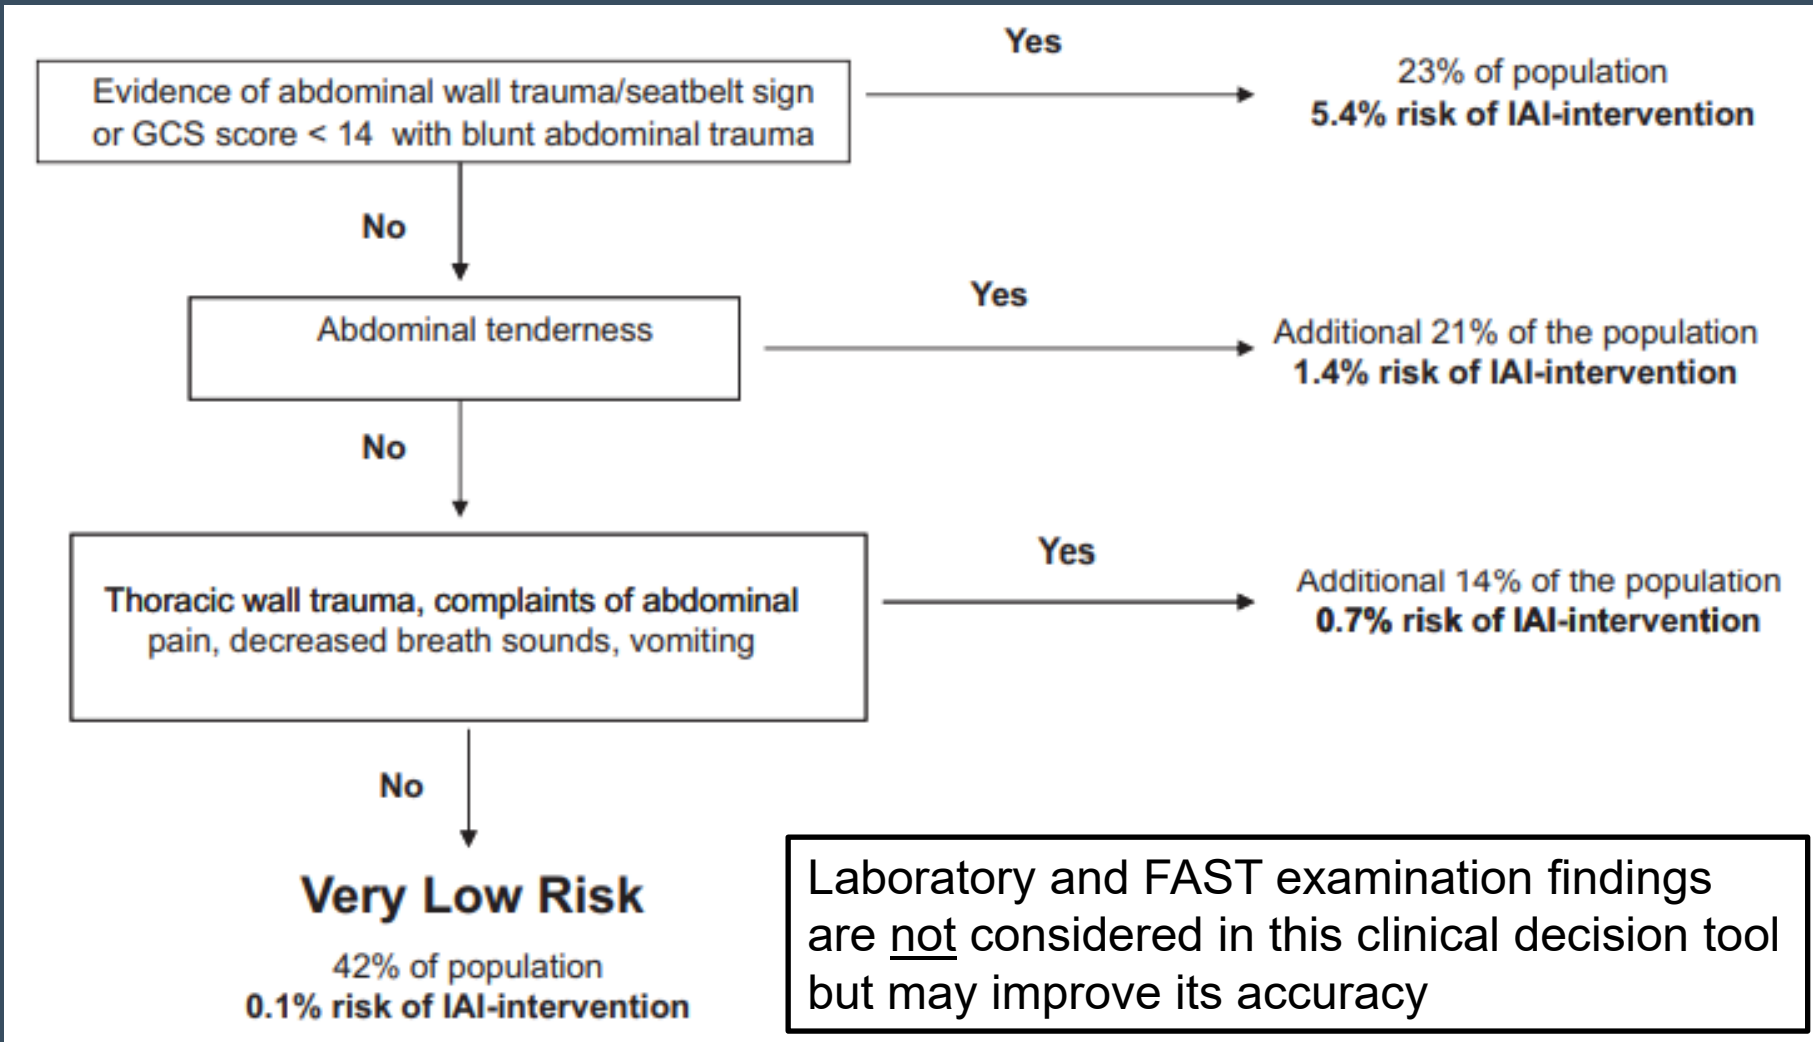 Yes
Evidence of abdominal wall trauma/seatbelt sign
or GCS score < 14 with blunt abdominal trauma
23% of population
5.4% risk of IAI-intervention
No
Yes
Abdominal tenderness
Additional 21% of the population
1.4% risk of IAI-intervention
No
Yes
Thoracic wall trauma, complaints of abdominal
pain, decreased breath sounds, vomiting
Additional 14% of the population
0.7% risk of IAI-intervention
No
Very Low Risk
42% of population
0.1% risk of IAI-intervention
Laboratory and FAST examination findings
are not considered in this clinical decision tool
but may improve its accuracy